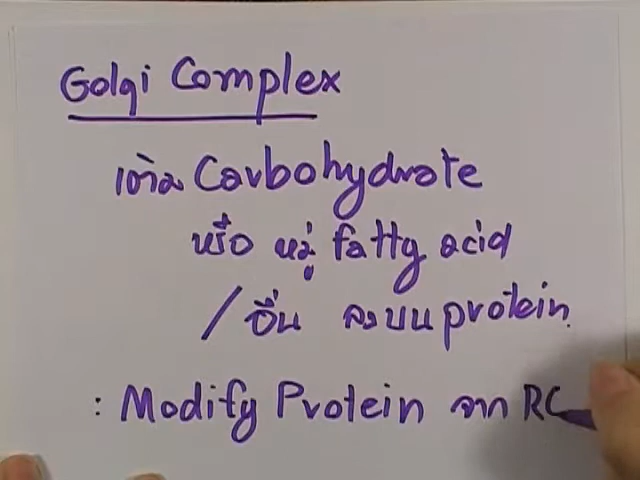 Golgi Complex
เติม Carbohydrate
หรือ หมู่ fatty acid
/ อื่น ลงบน protein
: Modify Protein จาก RC